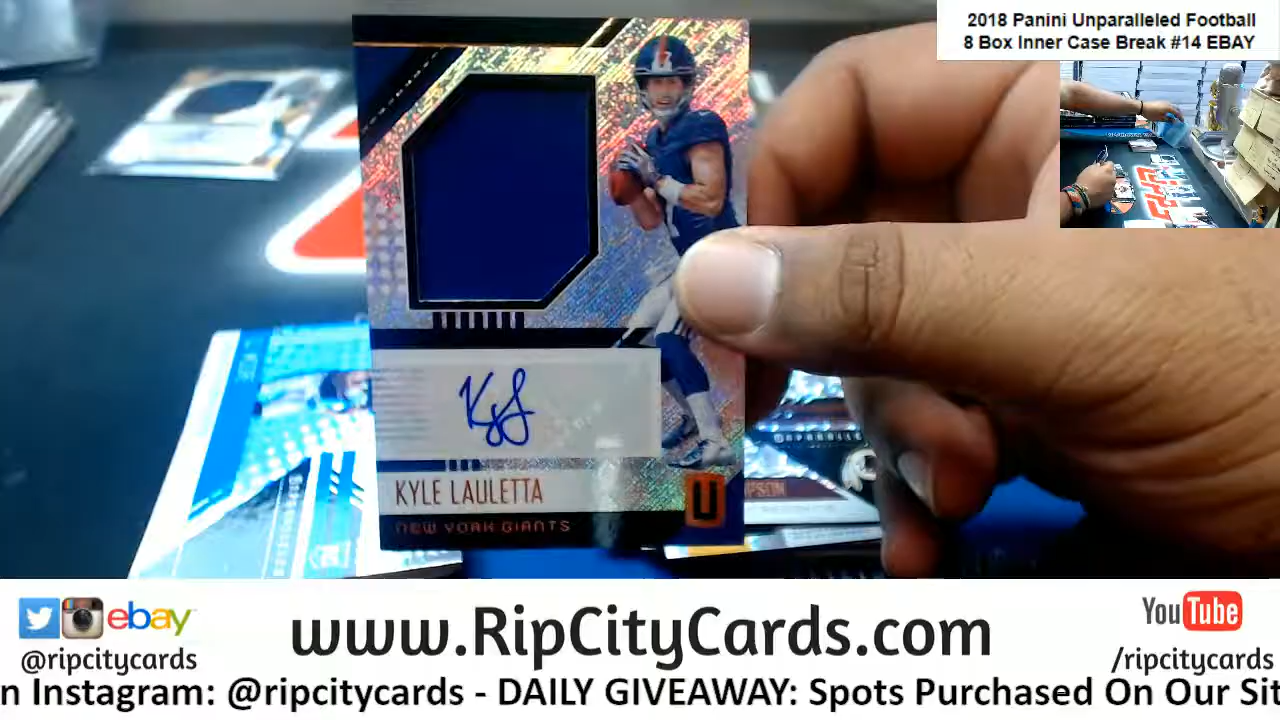 2018 Panini Unparalleled Football
8 Box Inner Case Break #14 EBAY
KYLE LAULETTA
NEW YORK GIANTS
U
PSON
ebay
@ripcitycards
www.RipCityCards.com
YouTube
/ripcitycards
n Instagram: @ripcitycards - DAILY GIVEAWAY: Spots Purchased On Our Sit